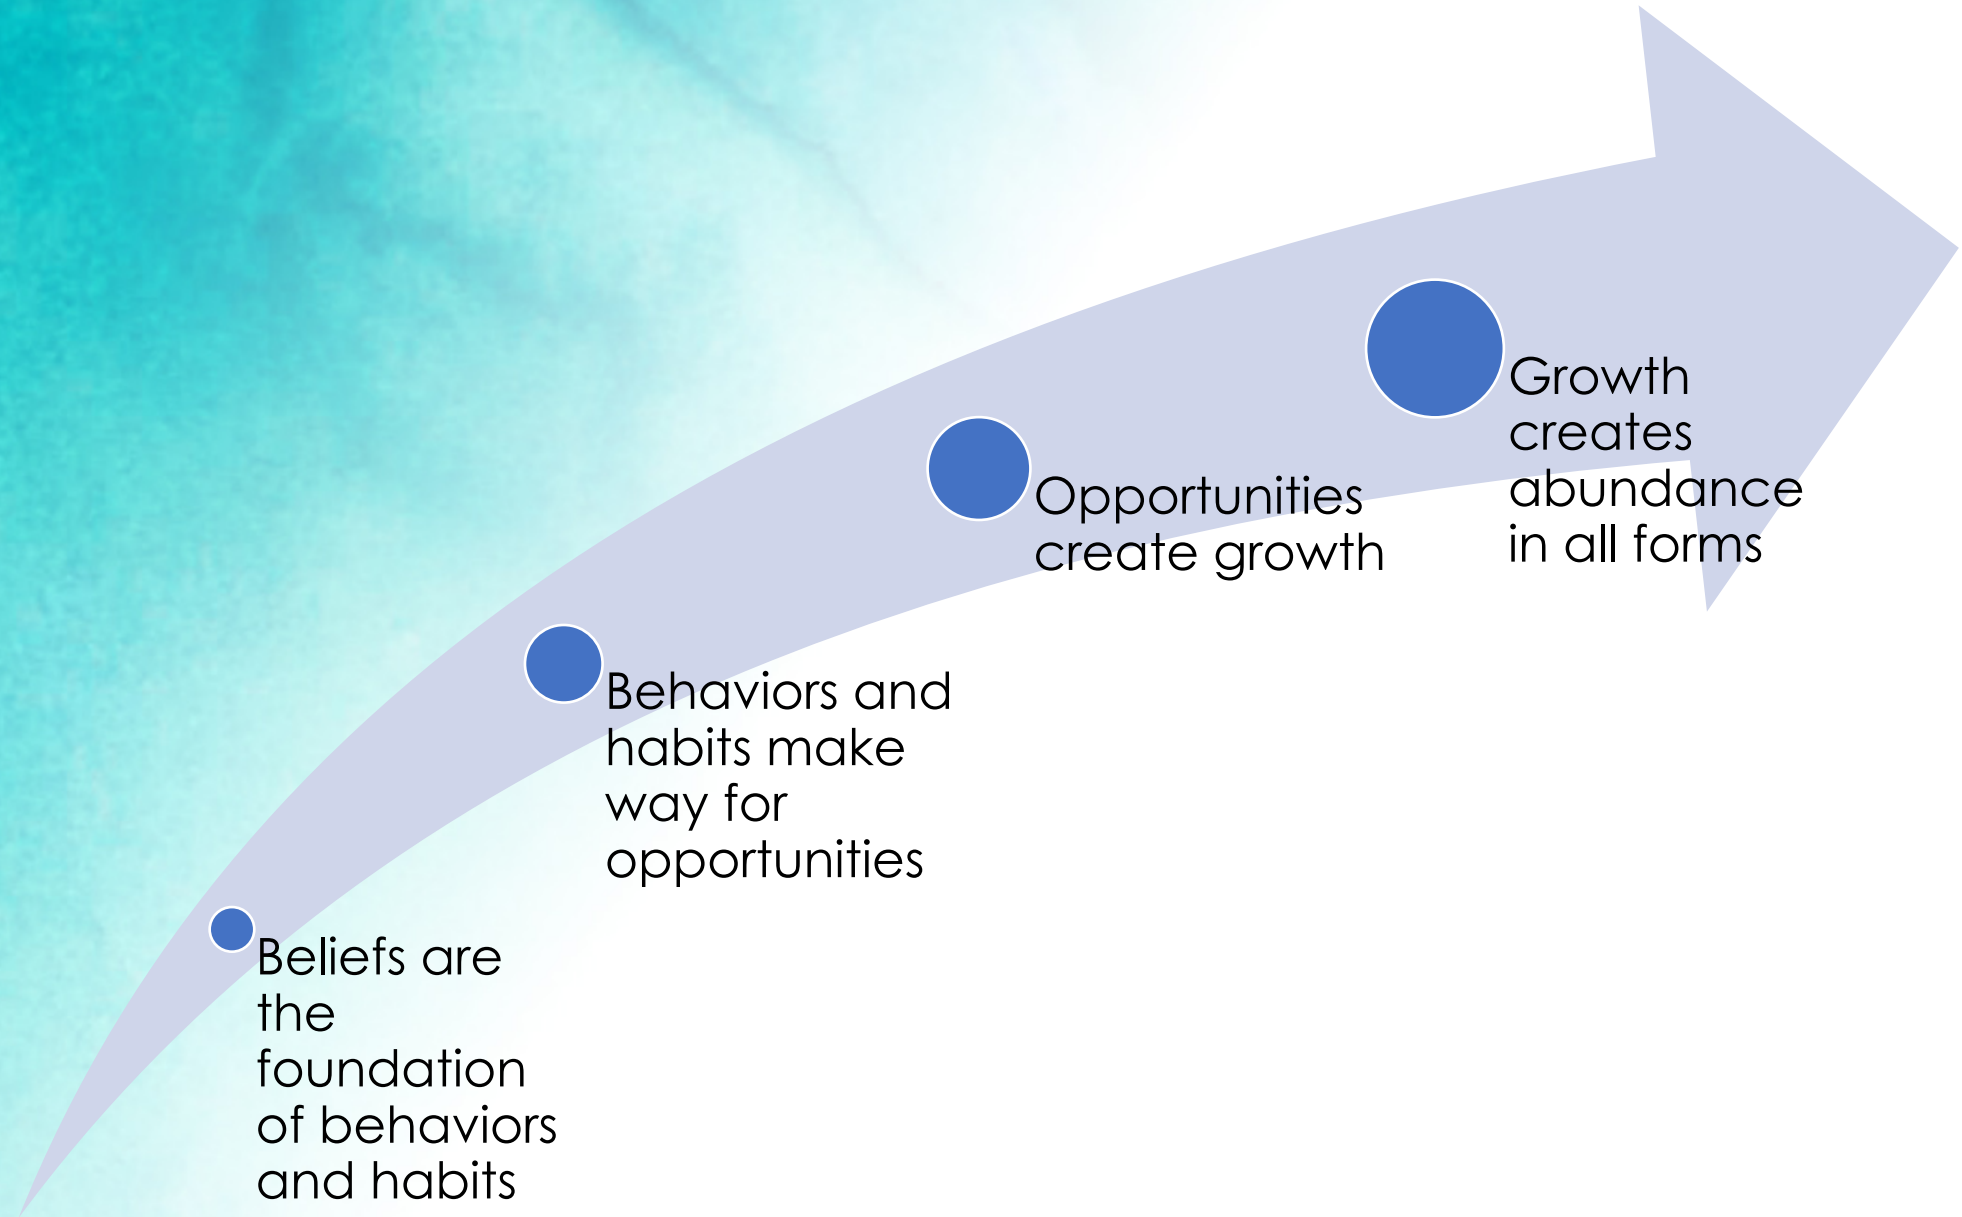 Beliefs are
the
foundation
of behaviors
and habits
Behaviors and
habits make
way for
opportunities
Opportunities
create growth
Growth
creates
abundance
in all forms